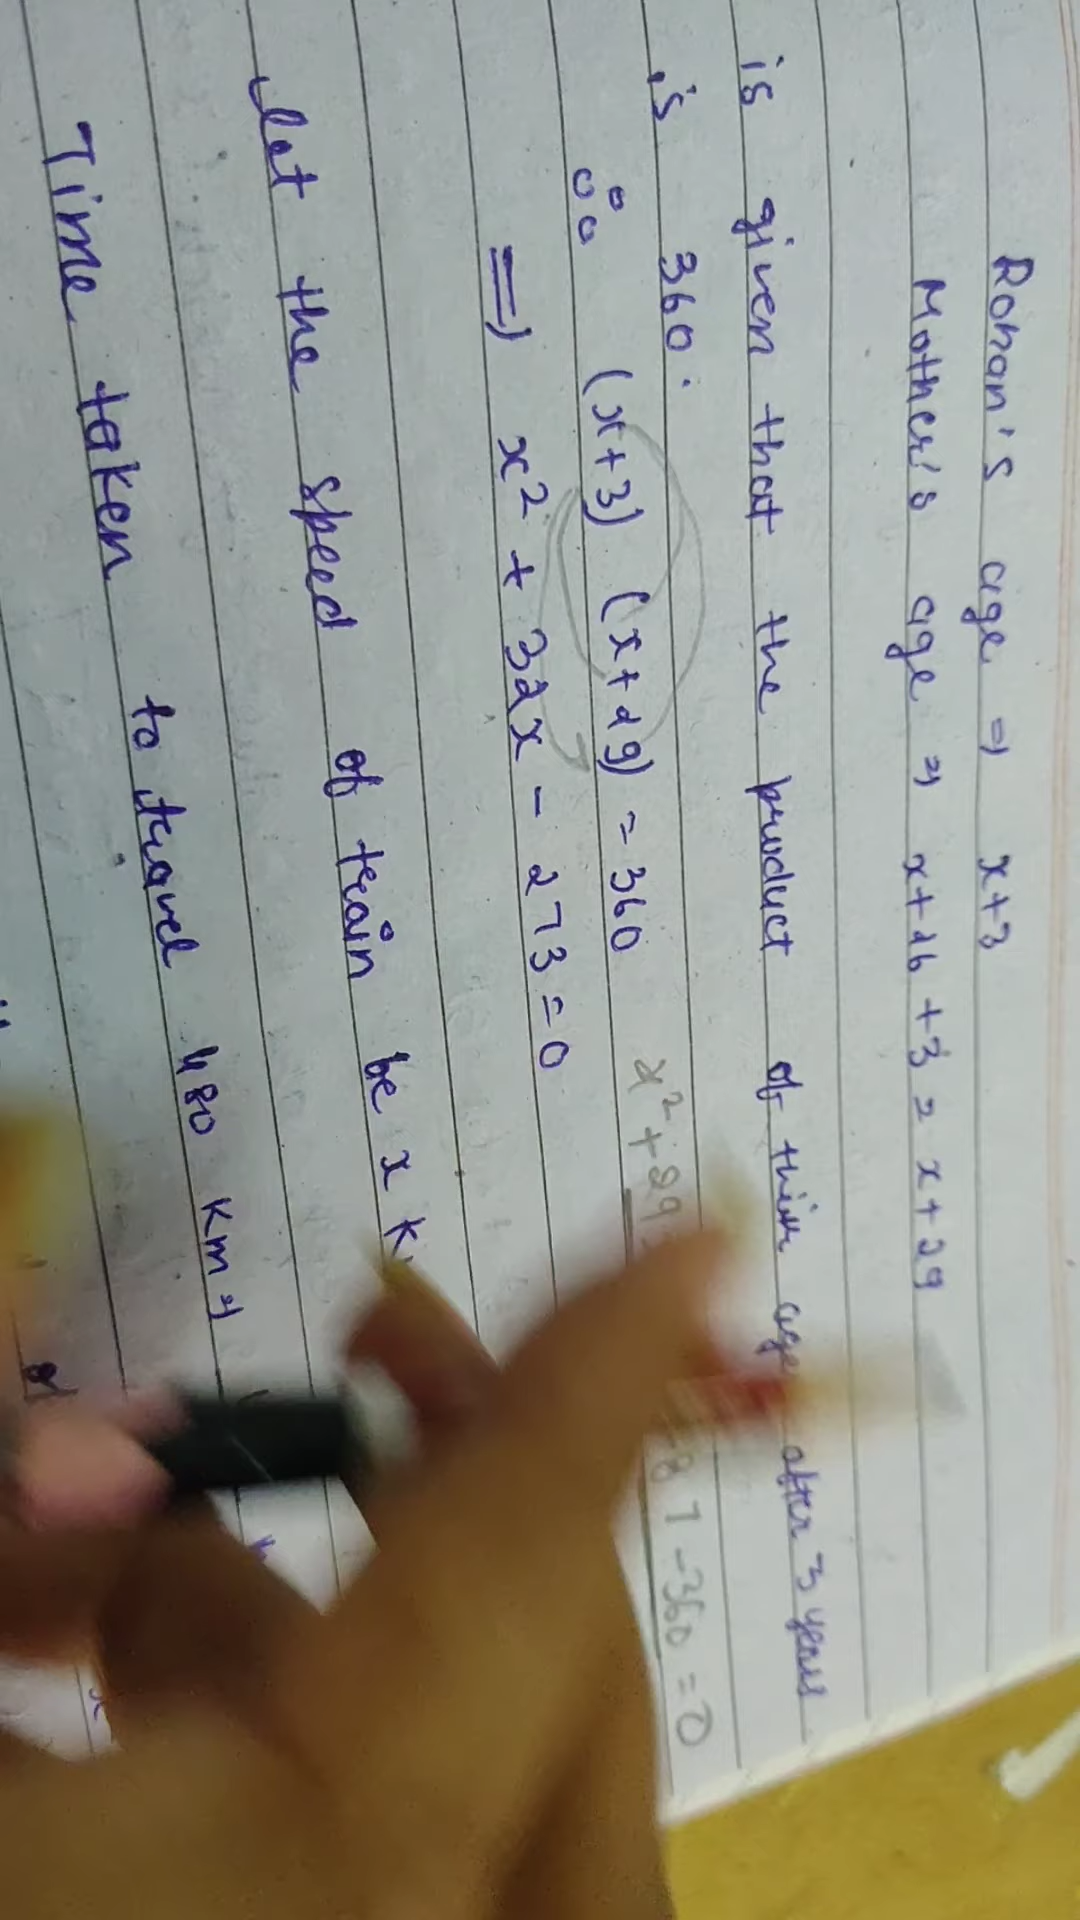 Rohan's age => x+3
Mother's age => x+26 +3 = x+29
is given that the product of their age after 3 years
is 360.
∴ (x+3) (x+29) = 360 x² + 29 87 - 360 = 0
=> x² + 32x - 273 = 0
Let the speed of train be x
Time taken to travel 480 km =>